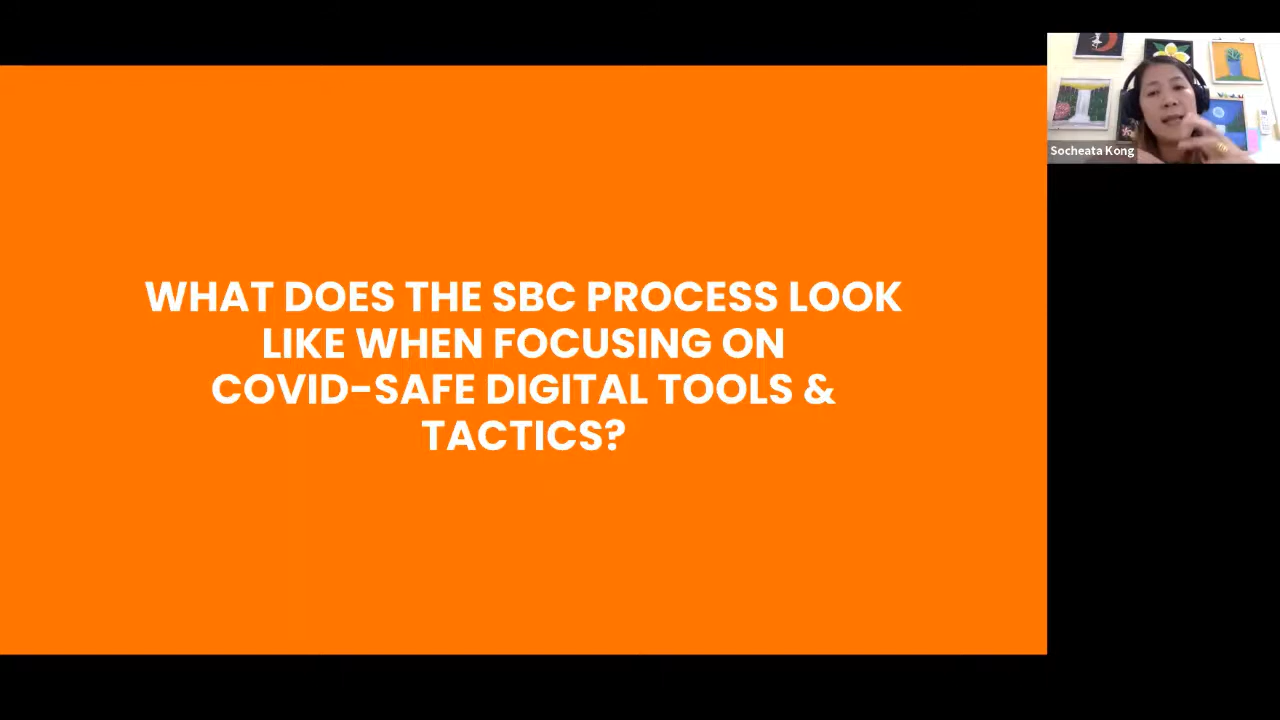 WHAT DOES THE SBC PROCESS LOOK
LIKE WHEN FOCUSING ON
COVID-SAFE DIGITAL TOOLS &
TACTICS?
Socheata Kong